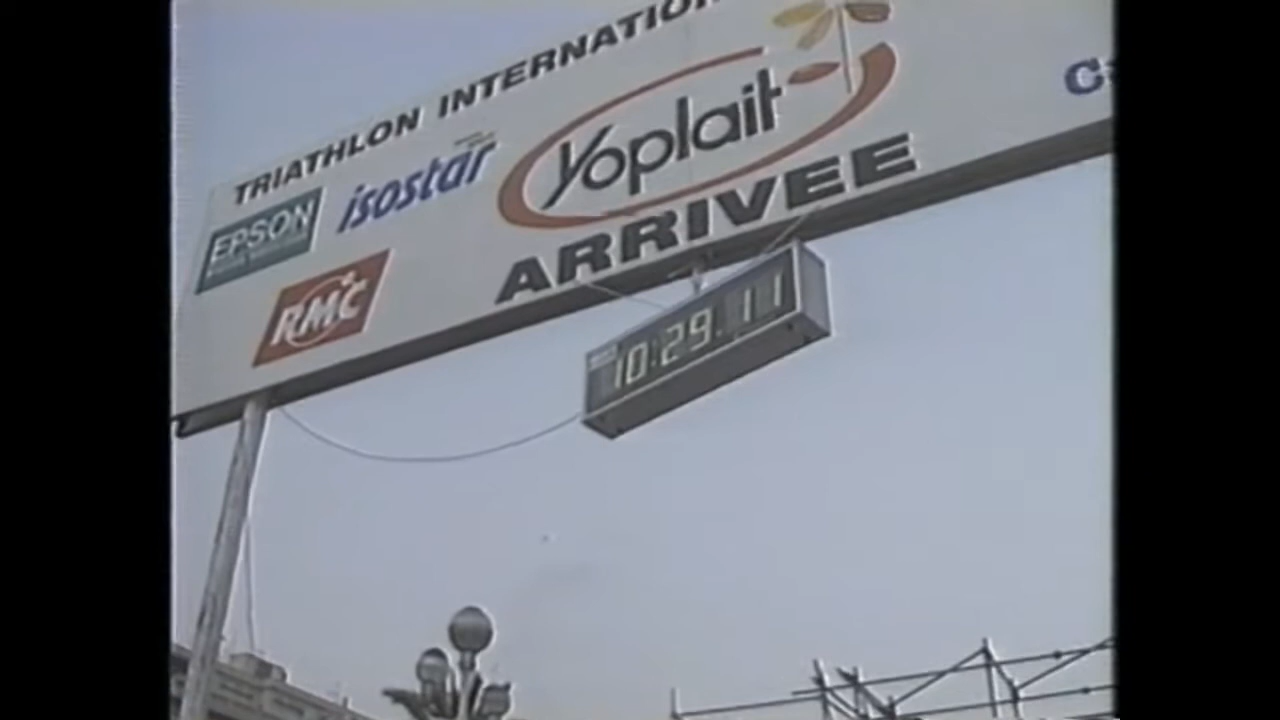 TRIATHLON INTERNATIO
EPSON
isostar
Yoplait
RMC
ARRIVEE
10:29.11